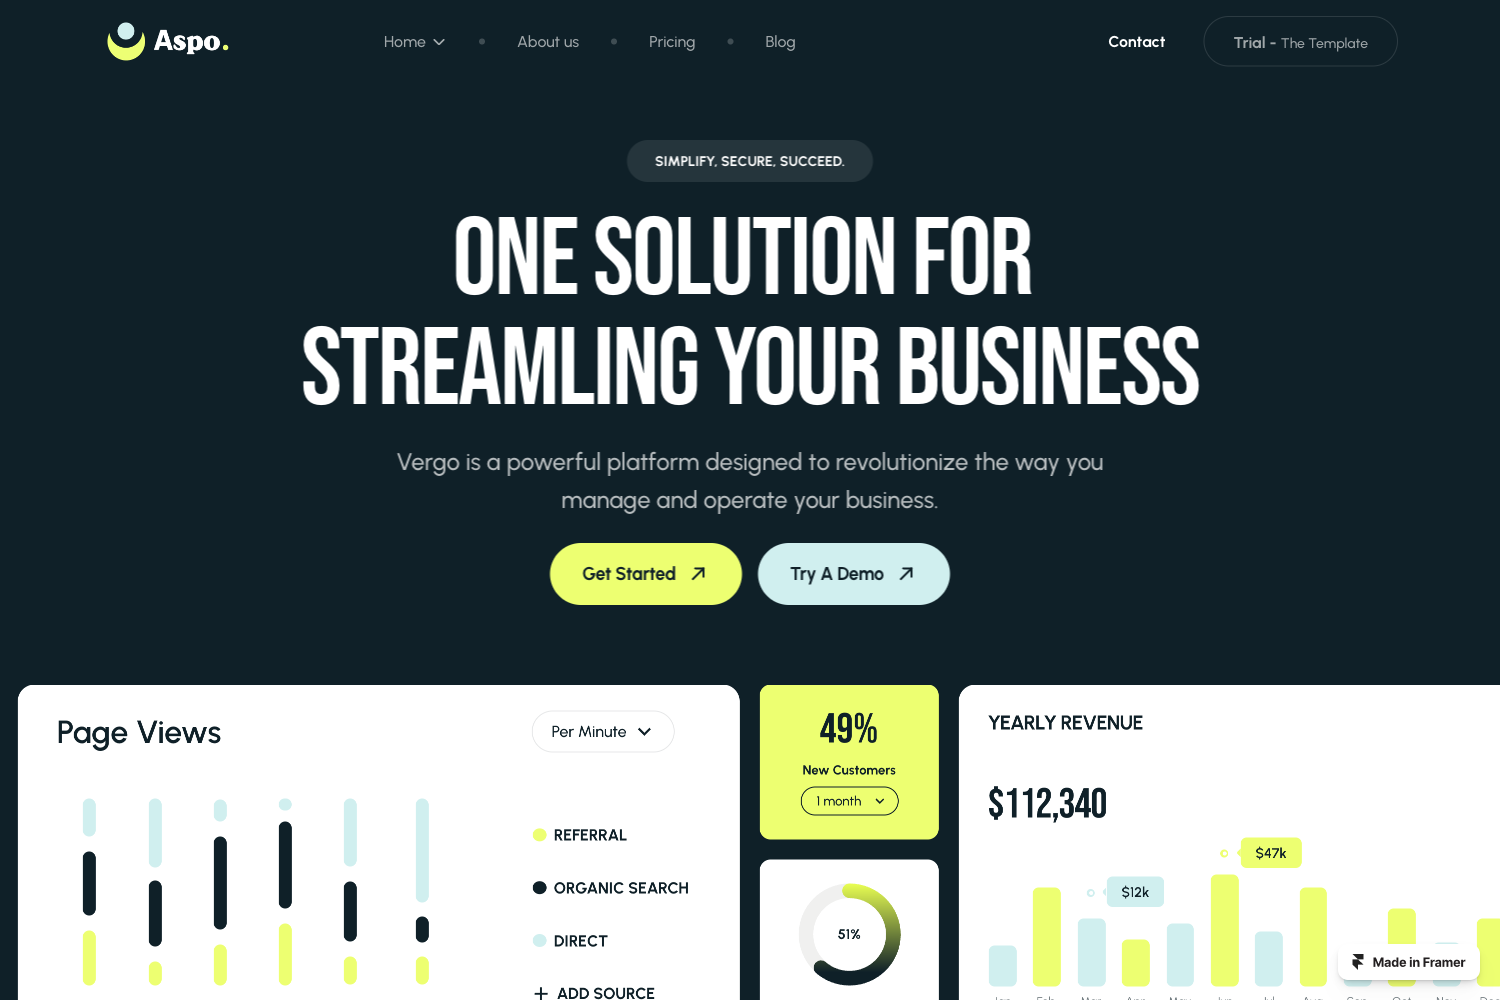 Aspo.
Home
About us
Pricing
Blog
Contact
Trial - The Template
SIMPLIFY, SECURE, SUCCEED.
ONE SOLUTION FOR
STREAMLING YOUR BUSINESS
Vergo is a powerful platform designed to revolutionize the way you
manage and operate your business.
Get Started
Try A Demo
Page Views
Per Minute
REFERRAL
ORGANIC SEARCH
DIRECT
ADD SOURCE
49%
New Customers
1 month
51%
YEARLY REVENUE
$112,340
$47k
$12k
Made in Framer